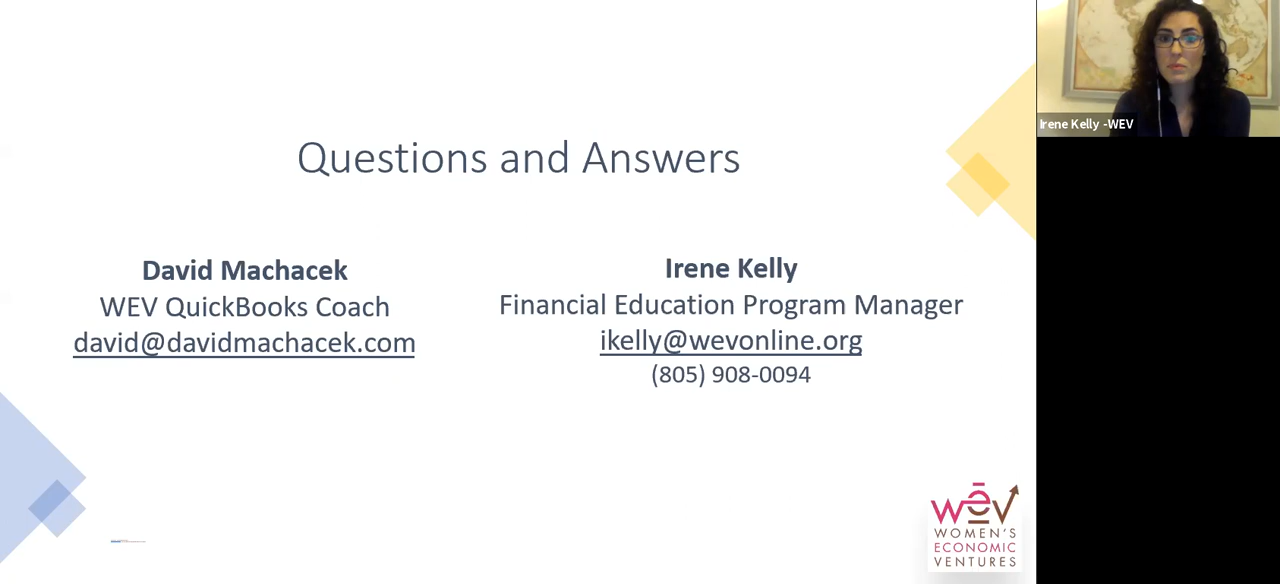 Questions and Answers
David Machacek
WEV QuickBooks Coach
david@davidmachacek.com
Irene Kelly
Financial Education Program Manager
ikelly@wevonline.org
(805) 908-0094
Irene Kelly -WEV
wev
WOMEN'S
ECONOMIC
VENTURES